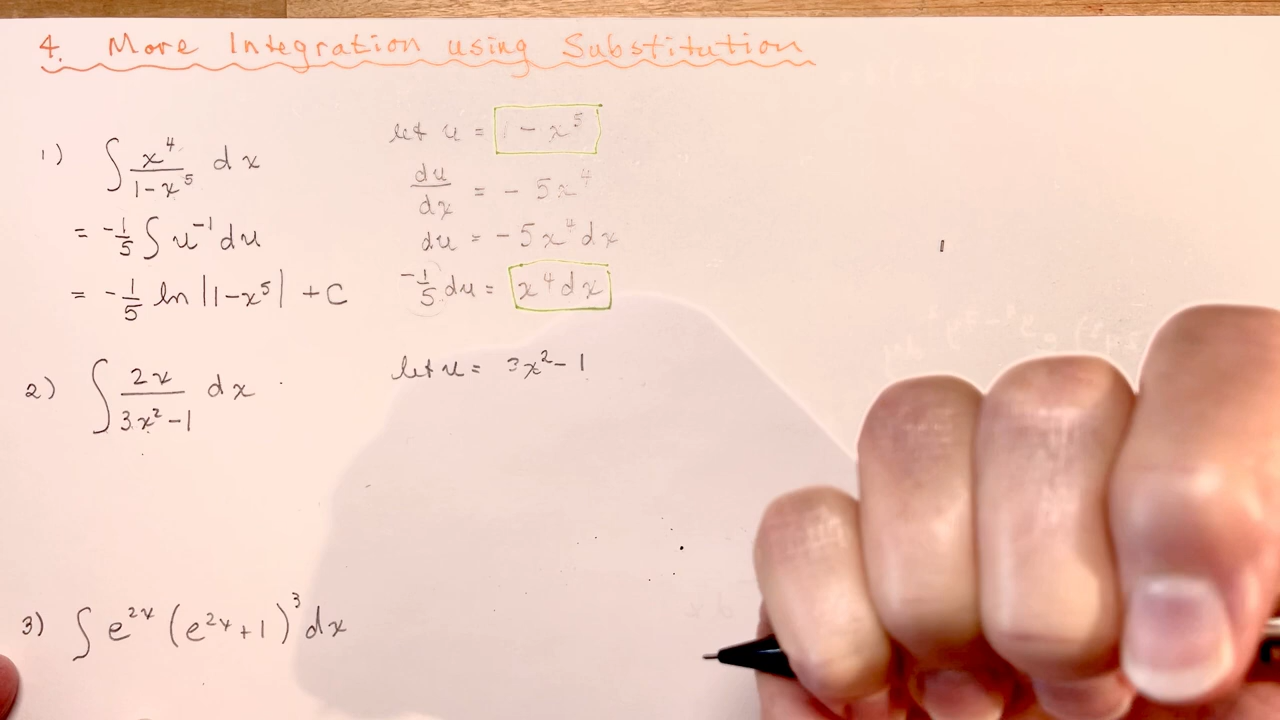 4. More Integration using Substitution
1) ∫ x⁴/(1-x⁵) dx
= -1/5 ∫ u⁻¹ du
= -1/5 ln |1-x⁵| + C
let u = 1 - x⁵
du/dx = - 5x⁴
du = - 5x⁴ dx
-1/5 du = x⁴ dx
2) ∫ 2x/(3x²-1) dx
let u = 3x² - 1
3) ∫ e²ˣ (e²ˣ + 1)³ dx